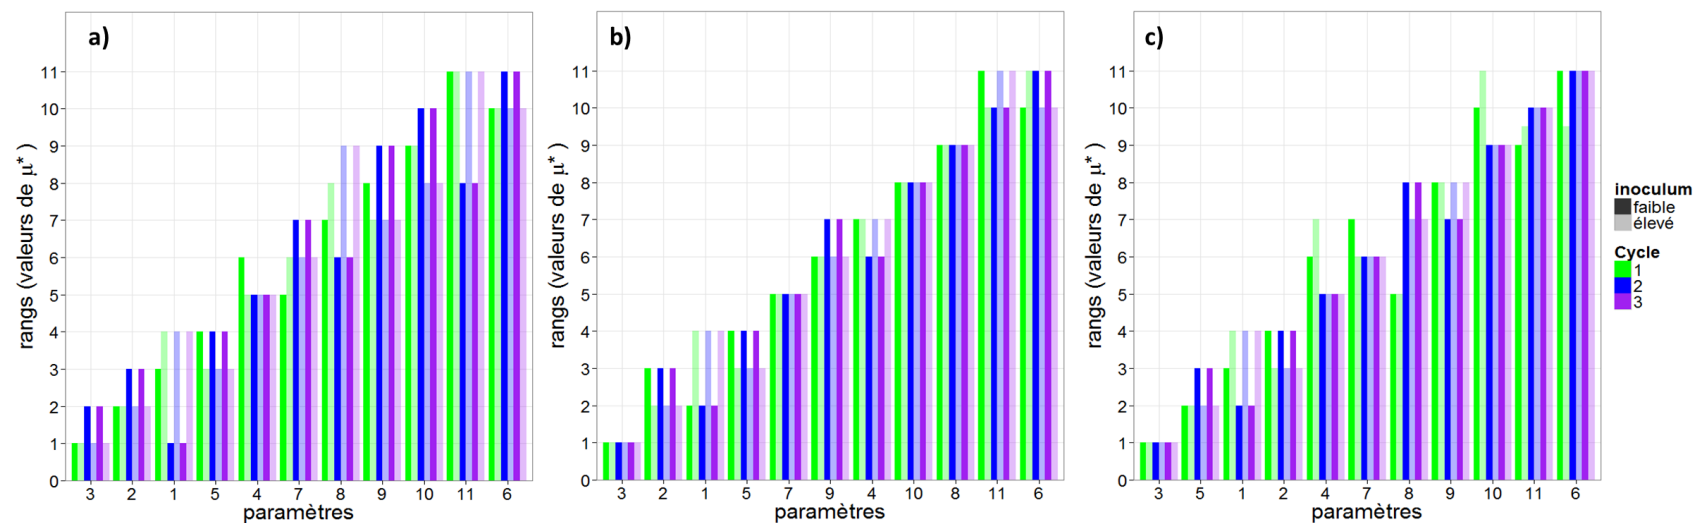 a)
rangs (valeurs de μ* )
11
10
9
8
7
6
5
4
3
2
1
0
3 2 1 5 4 7 8 9 10 11 6
paramètres
b)
rangs (valeurs de μ* )
11
10
9
8
7
6
5
4
3
2
1
0
3 2 1 5 7 9 4 10 8 11 6
paramètres
c)
rangs (valeurs de μ* )
11
10
9
8
7
6
5
4
3
2
1
0
3 5 1 2 4 7 8 9 10 11 6
paramètres
inoculum
faible
élevé
Cycle
1
2
3